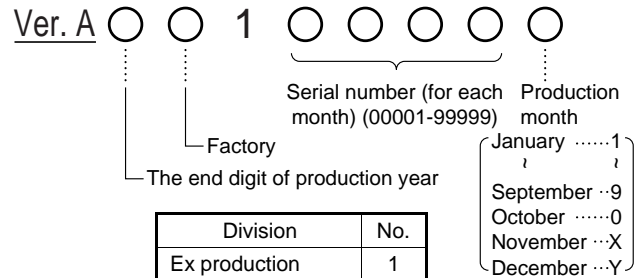 Ver. A ○ ○ 1 ○ ○ ○ ○ ○
Serial number (for each month) (00001-99999)
Production month
January ······1
~ ~
September ··9
October ······0
November ···X
December ···Y
Factory
The end digit of production year
Division No.
Ex production 1